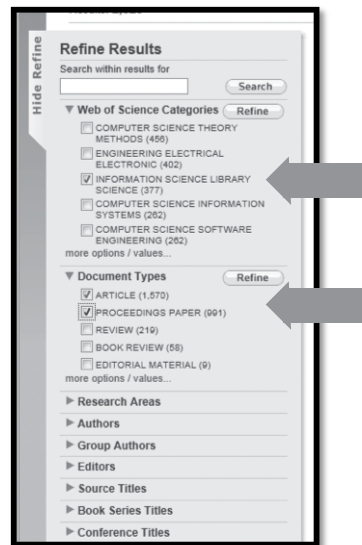 Hide Refine
Refine Results
Search within results for
Search
Web of Science Categories
Refine
COMPUTER SCIENCE THEORY
METHODS (456)
ENGINEERING ELECTRICAL
ELECTRONIC (402)
INFORMATION SCIENCE LIBRARY
SCIENCE (377)
COMPUTER SCIENCE INFORMATION
SYSTEMS (262)
COMPUTER SCIENCE SOFTWARE
ENGINEERING (262)
more options / values...
Document Types
Refine
ARTICLE (1,570)
PROCEEDINGS PAPER (991)
REVIEW (219)
BOOK REVIEW (58)
EDITORIAL MATERIAL (9)
more options / values...
Research Areas
Authors
Group Authors
Editors
Source Titles
Book Series Titles
Conference Titles